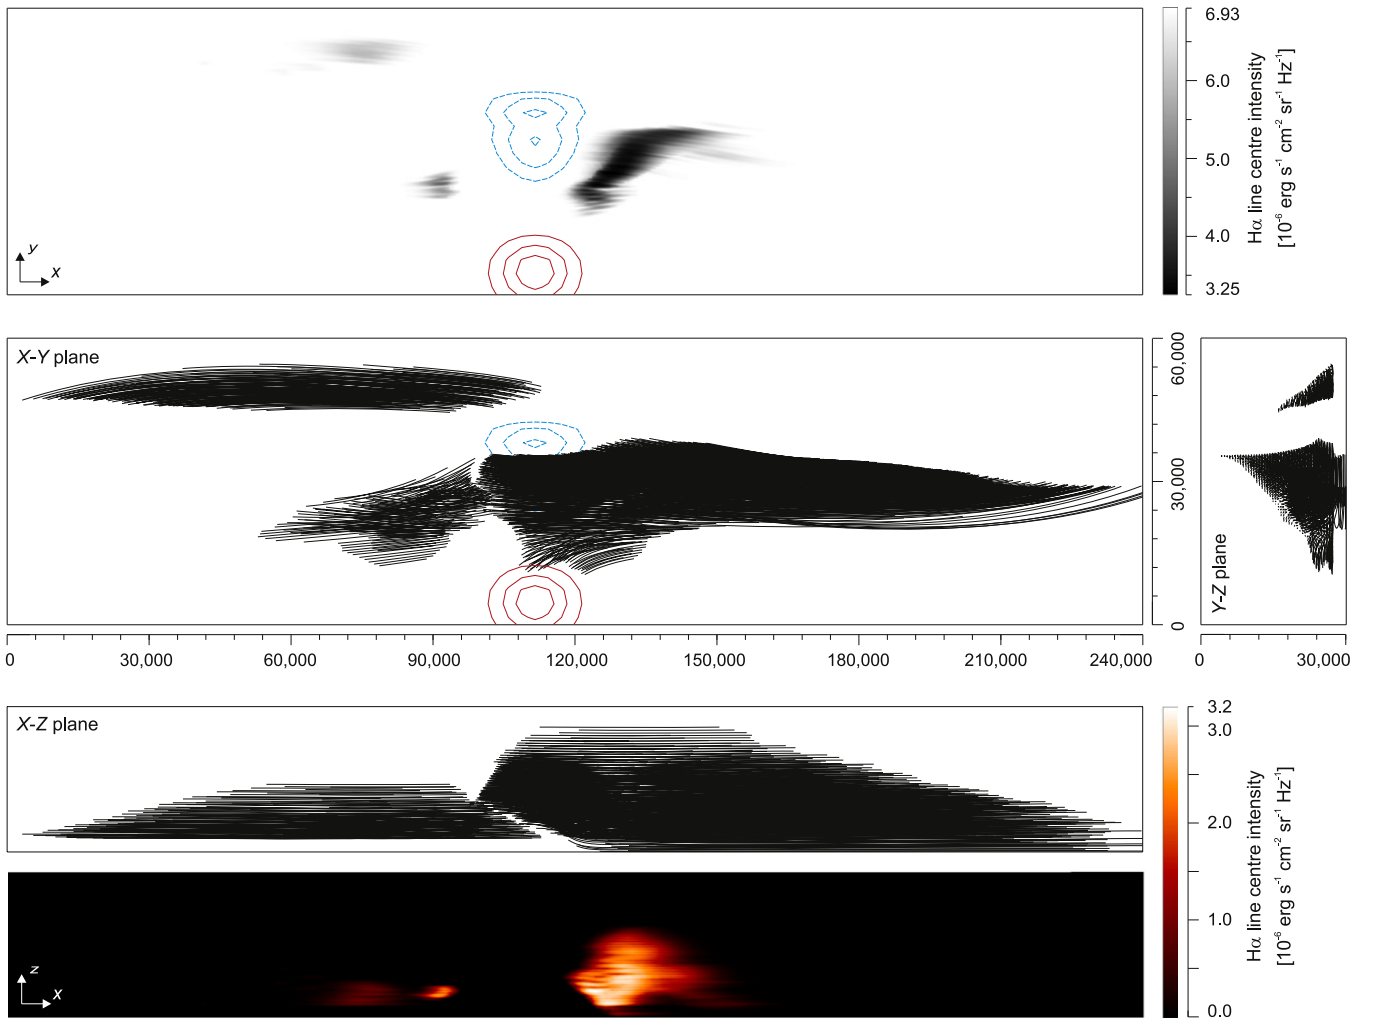 6.93
6.0
5.0
4.0
3.25
Hα line centre intensity
[10⁻⁶ erg s⁻¹ cm⁻² sr⁻¹ Hz⁻¹]
y
x
X-Y plane
60,000
30,000
0
Y-Z plane
0
30,000
60,000
90,000
120,000
150,000
180,000
210,000
240,000
0
30,000
X-Z plane
3.2
3.0
2.0
1.0
0.0
Hα line centre intensity
[10⁻⁶ erg s⁻¹ cm⁻² sr⁻¹ Hz⁻¹]
z
x